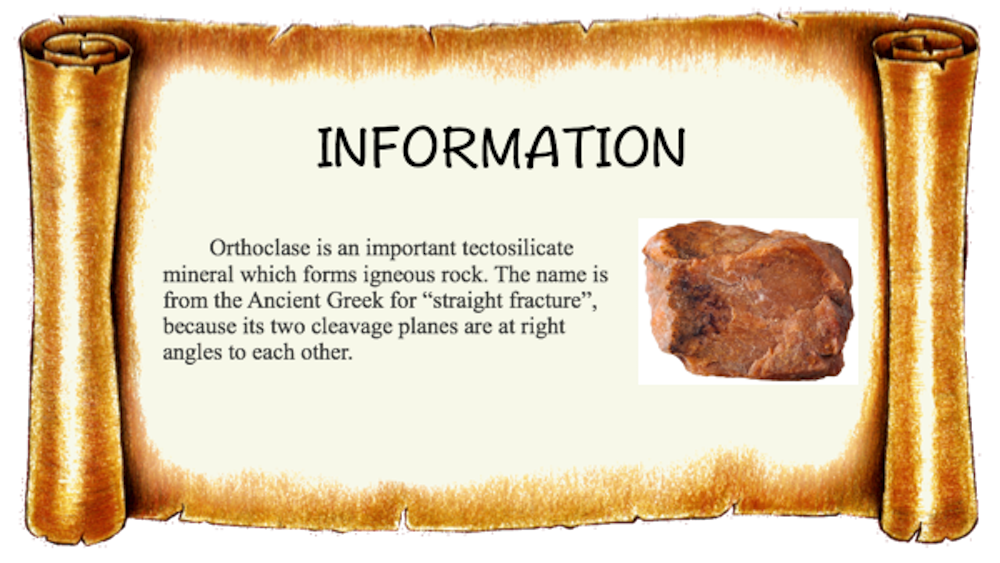 INFORMATION
Orthoclase is an important tectosilicate
mineral which forms igneous rock. The name is
from the Ancient Greek for “straight fracture”,
because its two cleavage planes are at right
angles to each other.